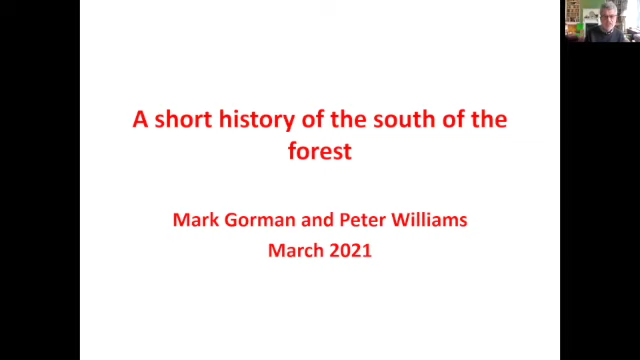 A short history of the south of the
forest
Mark Gorman and Peter Williams
March 2021